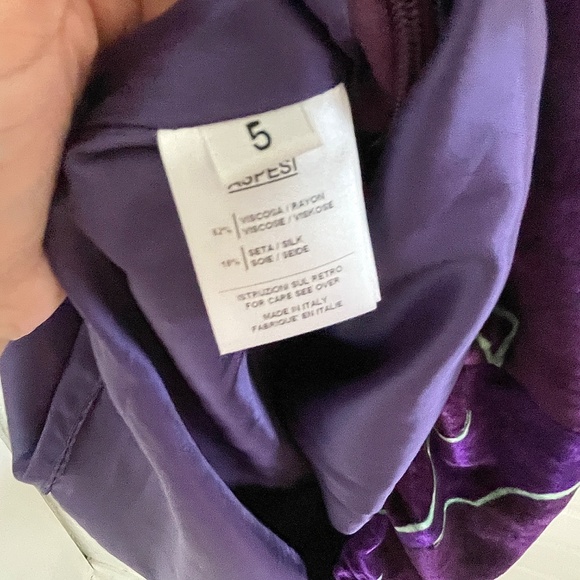 5
ASPESI
82% VISCOSA / RAYON
VISCOSE / VISKOSE
18% SETA / SILK
SOIE / SEIDE
ISTRUZIONI SUL RETRO
FOR CARE SEE OVER
MADE IN ITALY
FABRIQUE' EN ITALIE